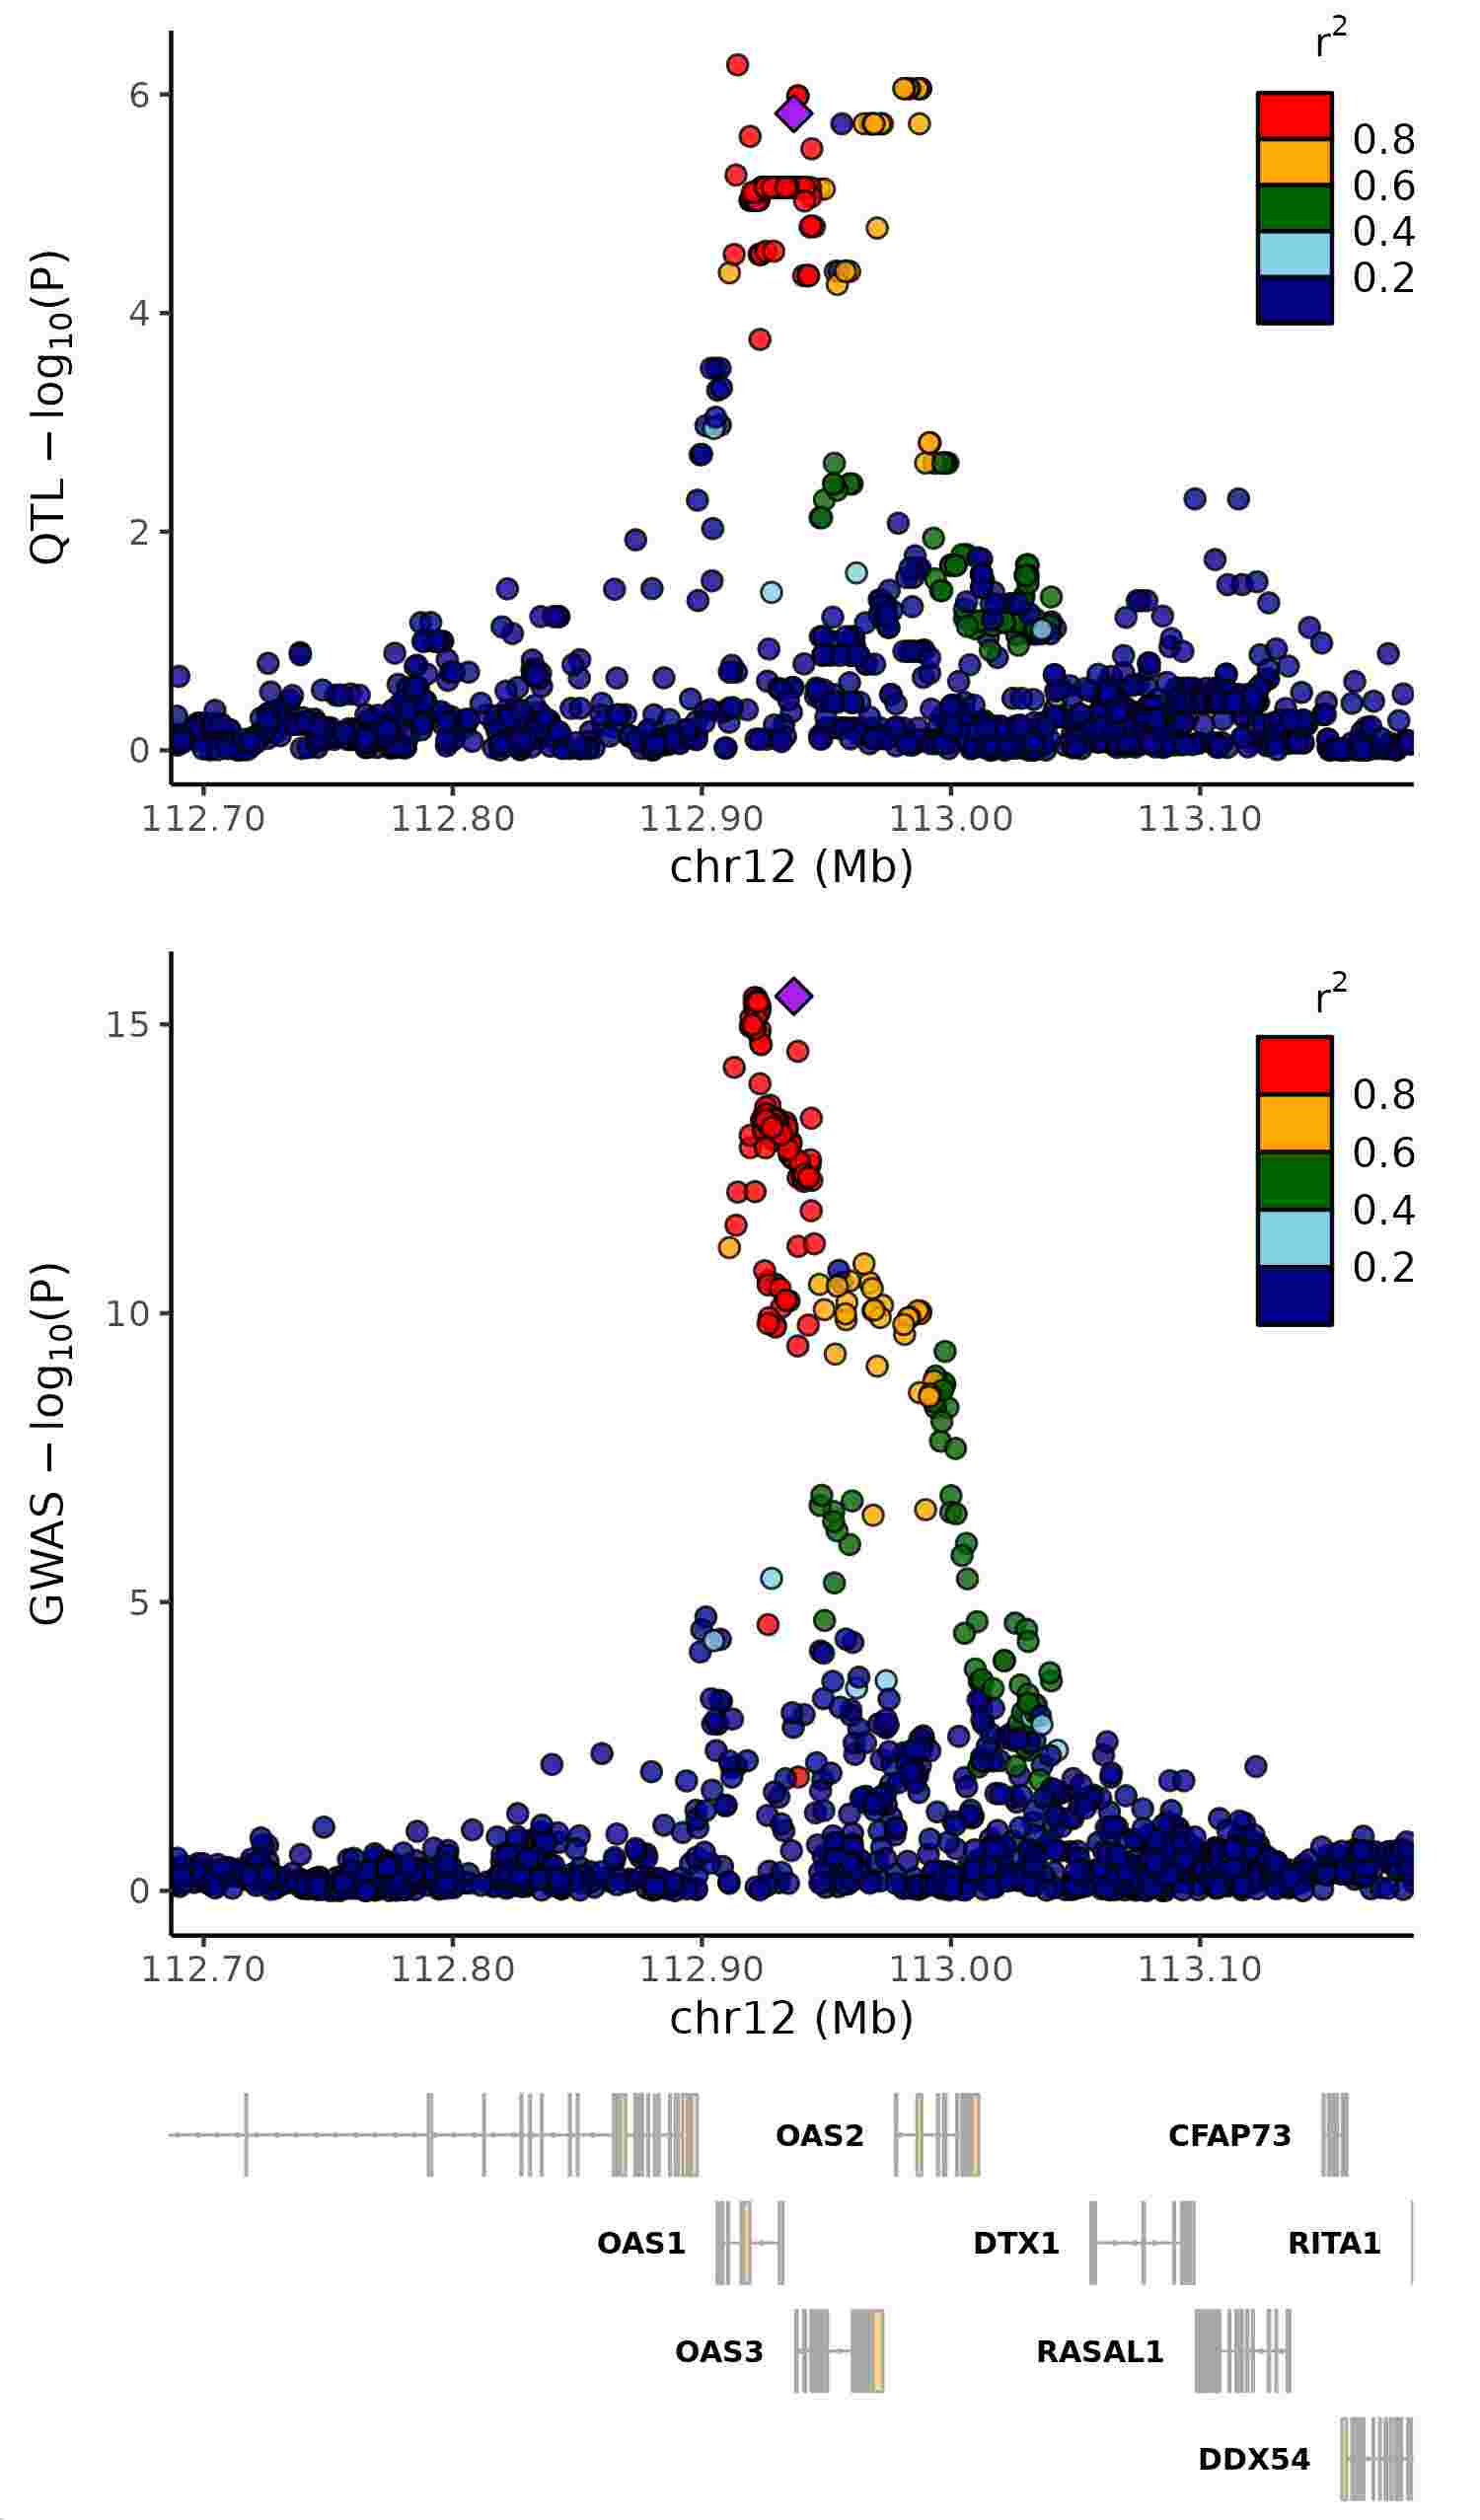 r²
6
4
2
0
QTL − log₁₀(P)
0.8
0.6
0.4
0.2
112.70 112.80 112.90 113.00 113.10
chr12 (Mb)
r²
15
10
5
0
GWAS − log₁₀(P)
0.8
0.6
0.4
0.2
112.70 112.80 112.90 113.00 113.10
chr12 (Mb)
OAS2 CFAP73
OAS1 DTX1 RITA1
OAS3 RASAL1
DDX54